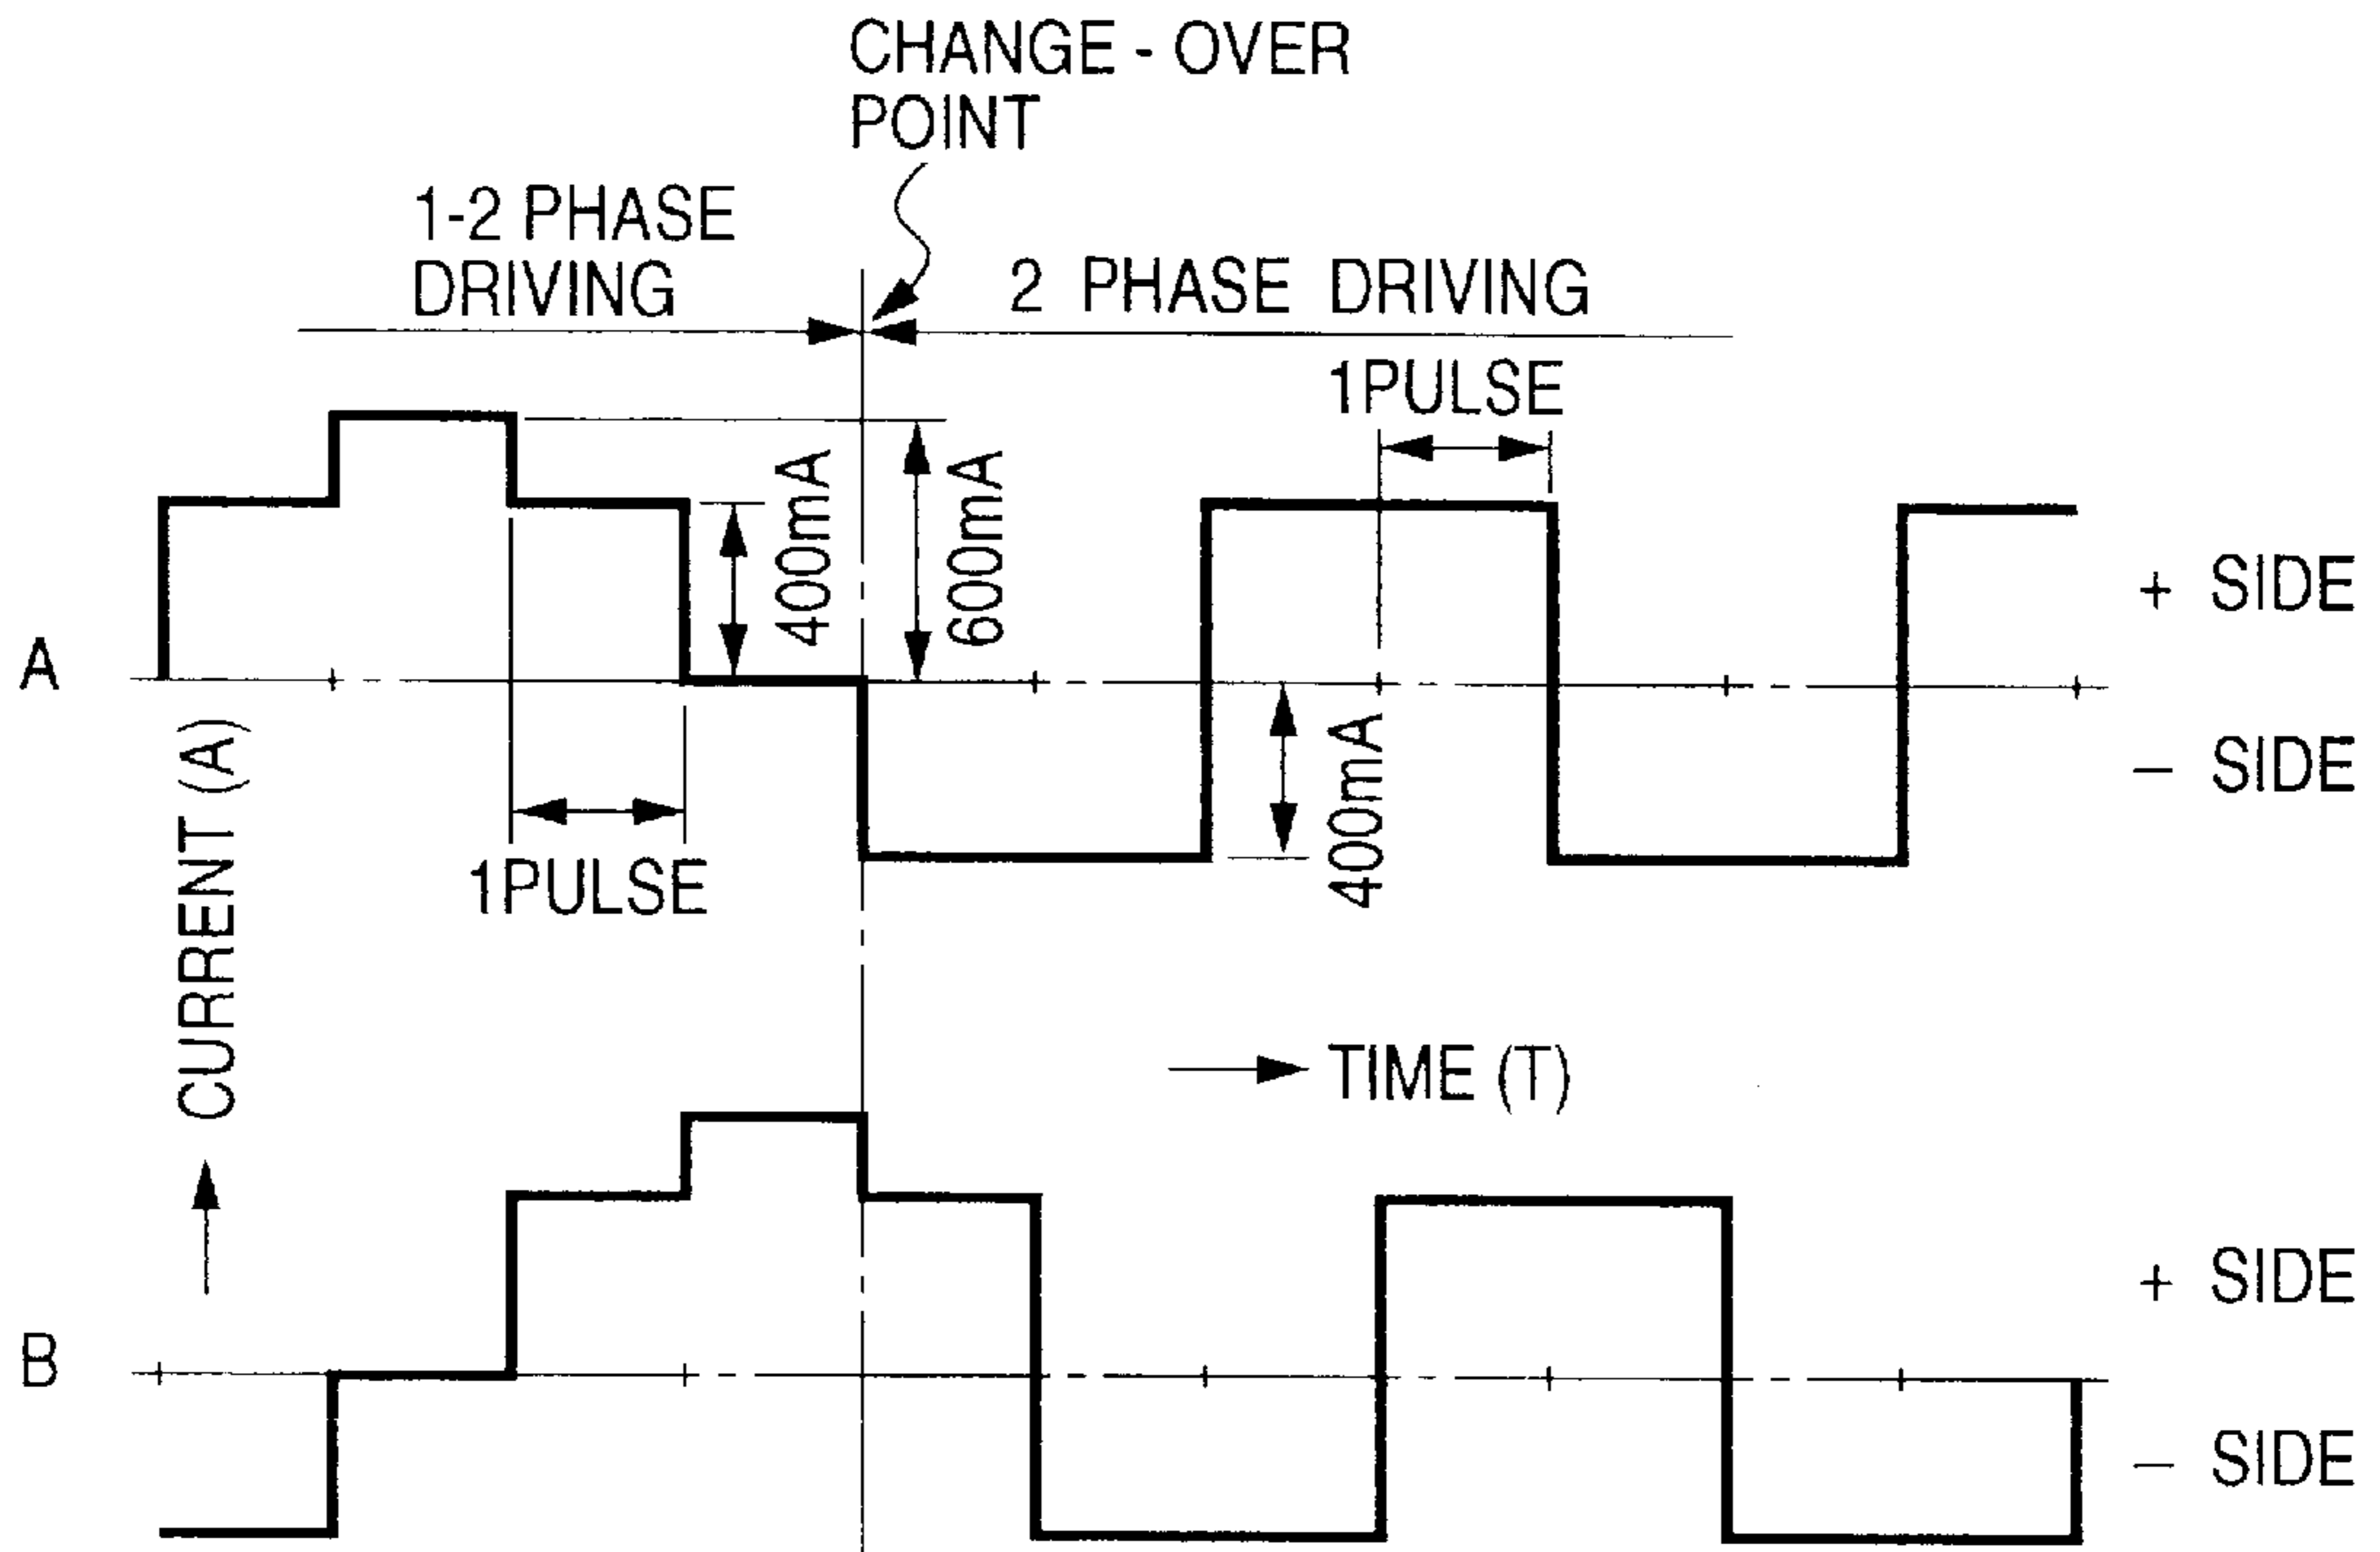 CHANGE - OVER
POINT
1-2 PHASE
DRIVING
2 PHASE DRIVING
1PULSE
400mA
600mA
+ SIDE
A
- SIDE
400mA
1PULSE
CURRENT (A)
TIME (T)
+ SIDE
B
- SIDE